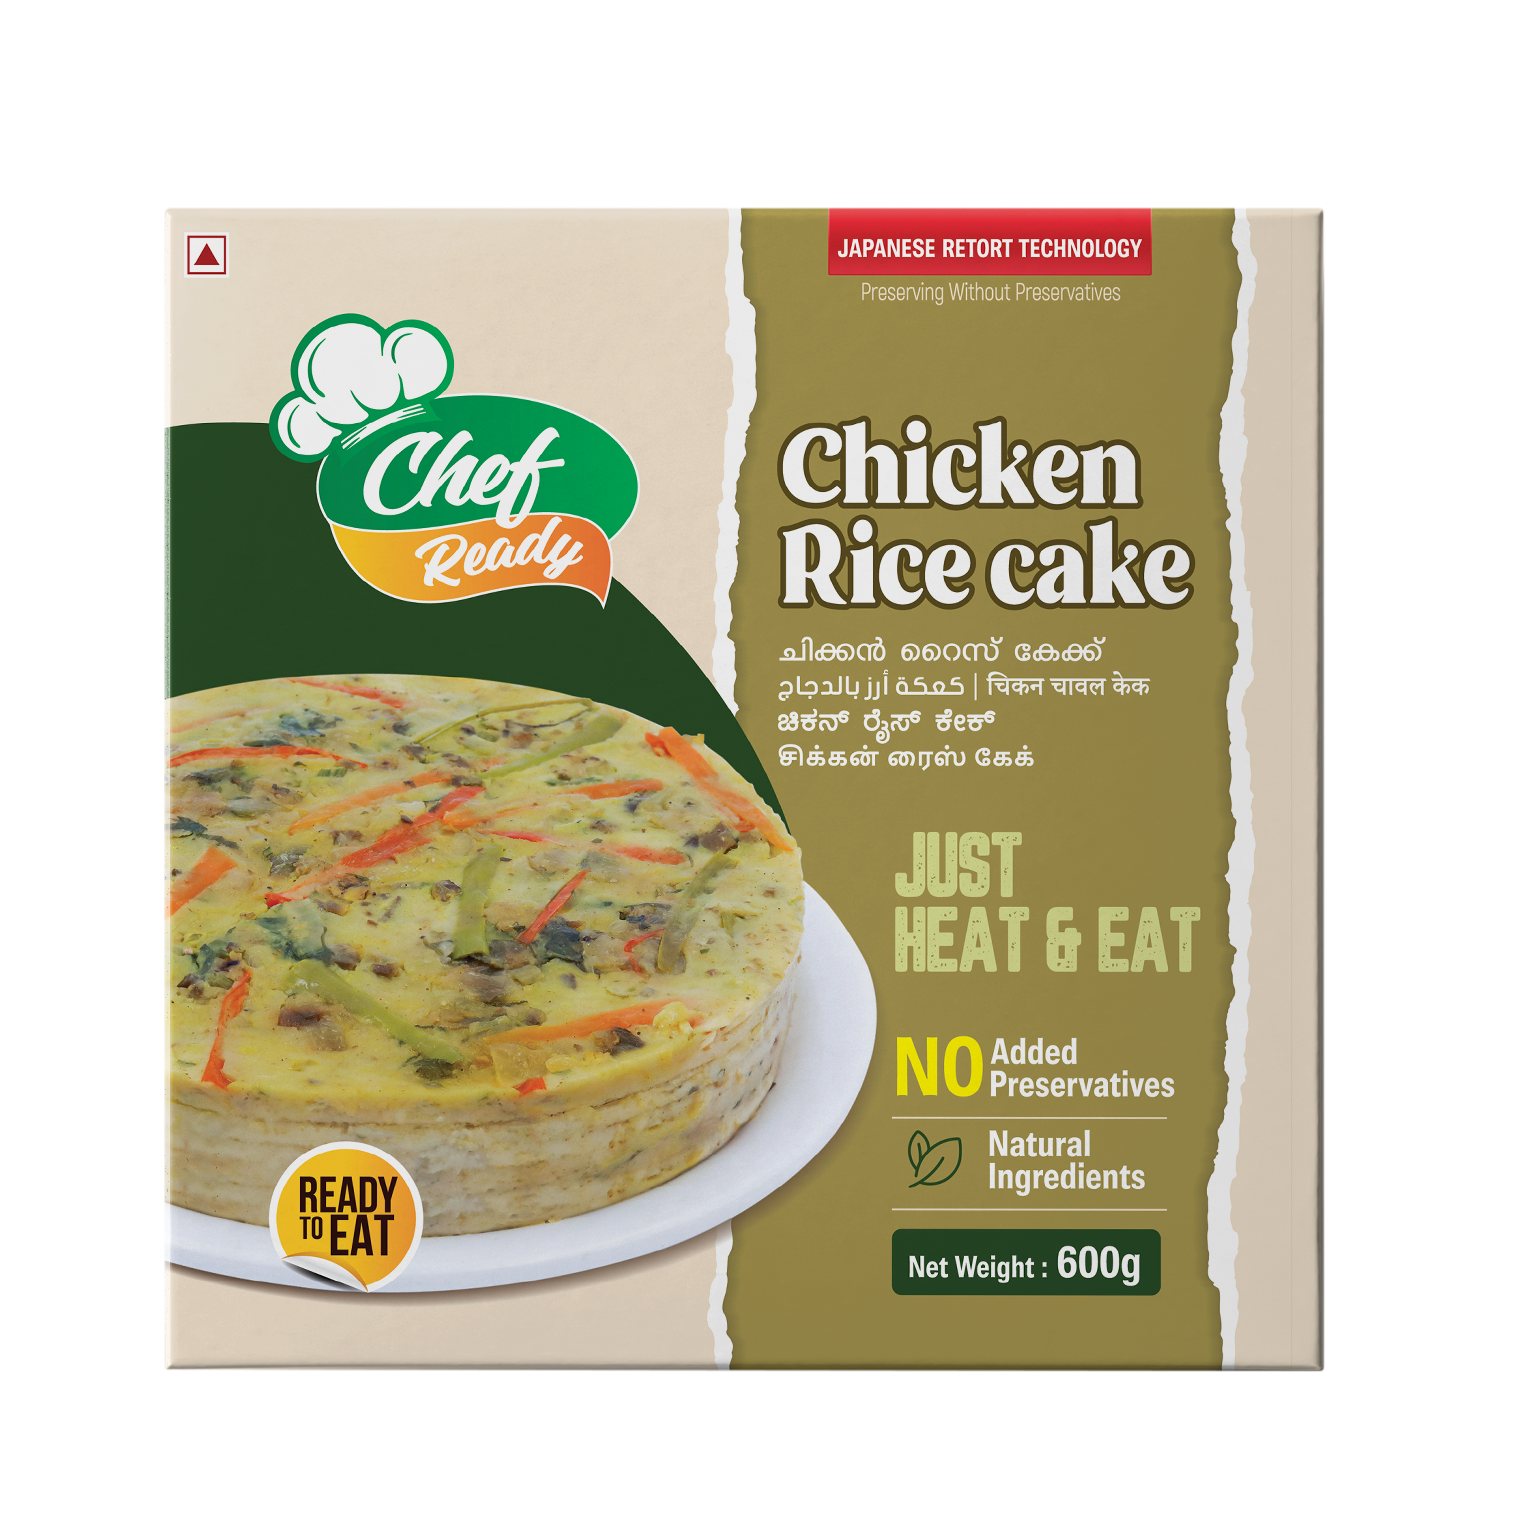 JAPANESE RETORT TECHNOLOGY
Preserving Without Preservatives
Chef
Ready
Chicken
Rice cake
ചിക്കൻ റൈസ് കേക്ക്
كعكة أرز بالدجاج | चिकन चावल केक
ಚಿಕನ್ ರೈಸ್ ಕೇಕ್
சிக்கன் ரைஸ் கேக்
JUST
HEAT & EAT
NO Added
Preservatives
Natural
Ingredients
READY
TO EAT
Net Weight : 600g